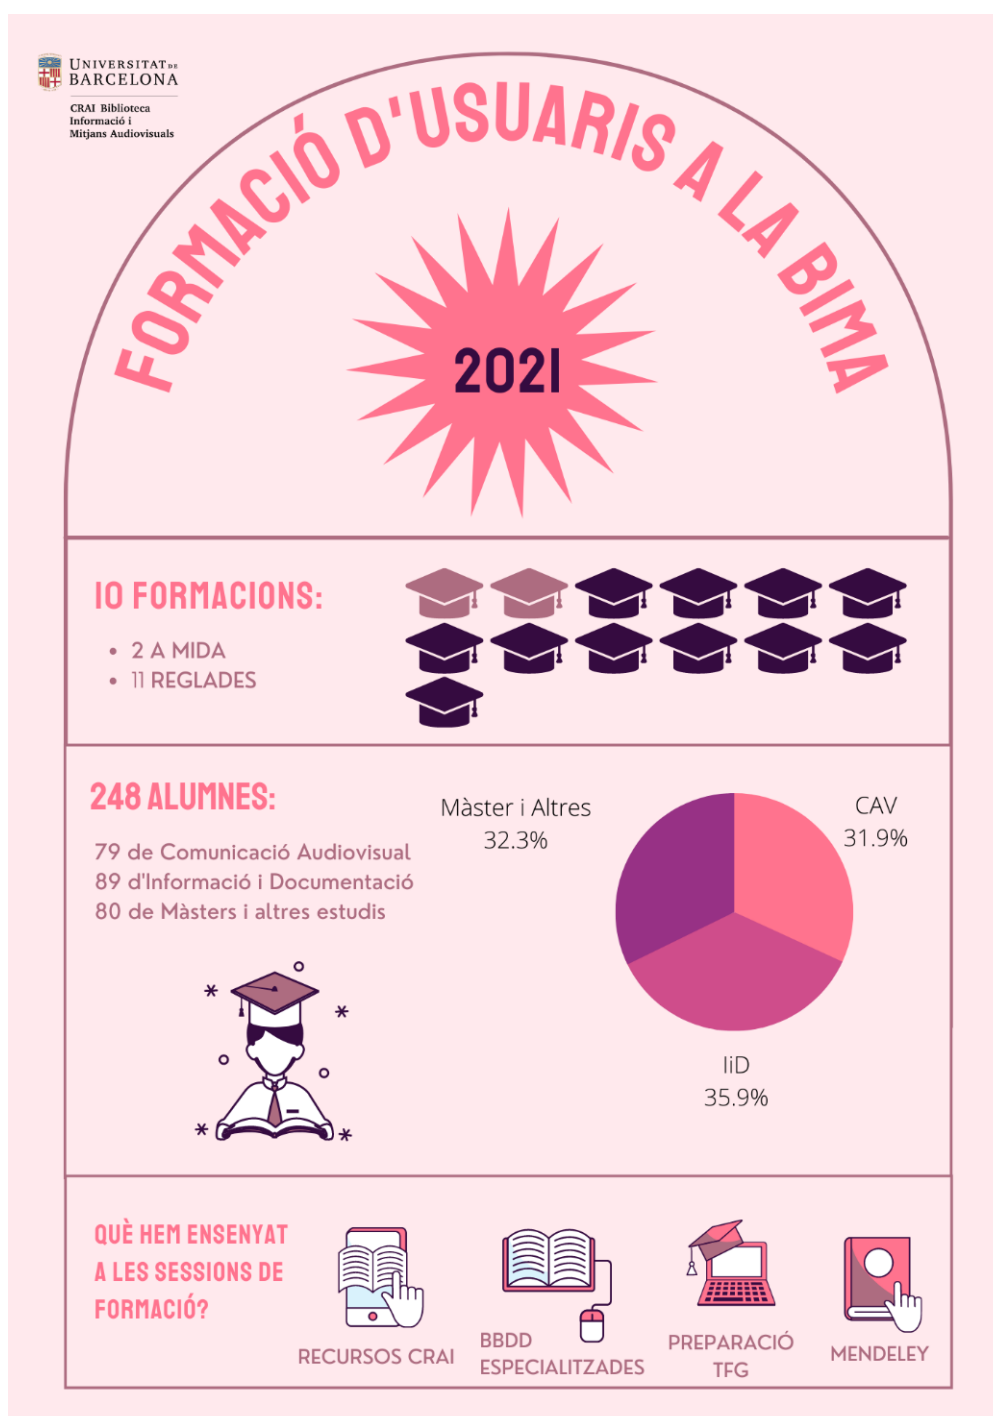 UNIVERSITAT DE
BARCELONA
CRAI Biblioteca
Informació i
Mitjans Audiovisuals
FORMACIÓ D'USUARIS A LA BIMA
2021
10 FORMACIONS:
• 2 A MIDA
• 11 REGLADES
248 ALUMNES:
79 de Comunicació Audiovisual
89 d'Informació i Documentació
80 de Màsters i altres estudis
Màster i Altres
32.3%
CAV
31.9%
IiD
35.9%
QUÈ HEM ENSENYAT
A LES SESSIONS DE
FORMACIÓ?
RECURSOS CRAI
BBDD
ESPECIALITZADES
PREPARACIÓ
TFG
MENDELEY